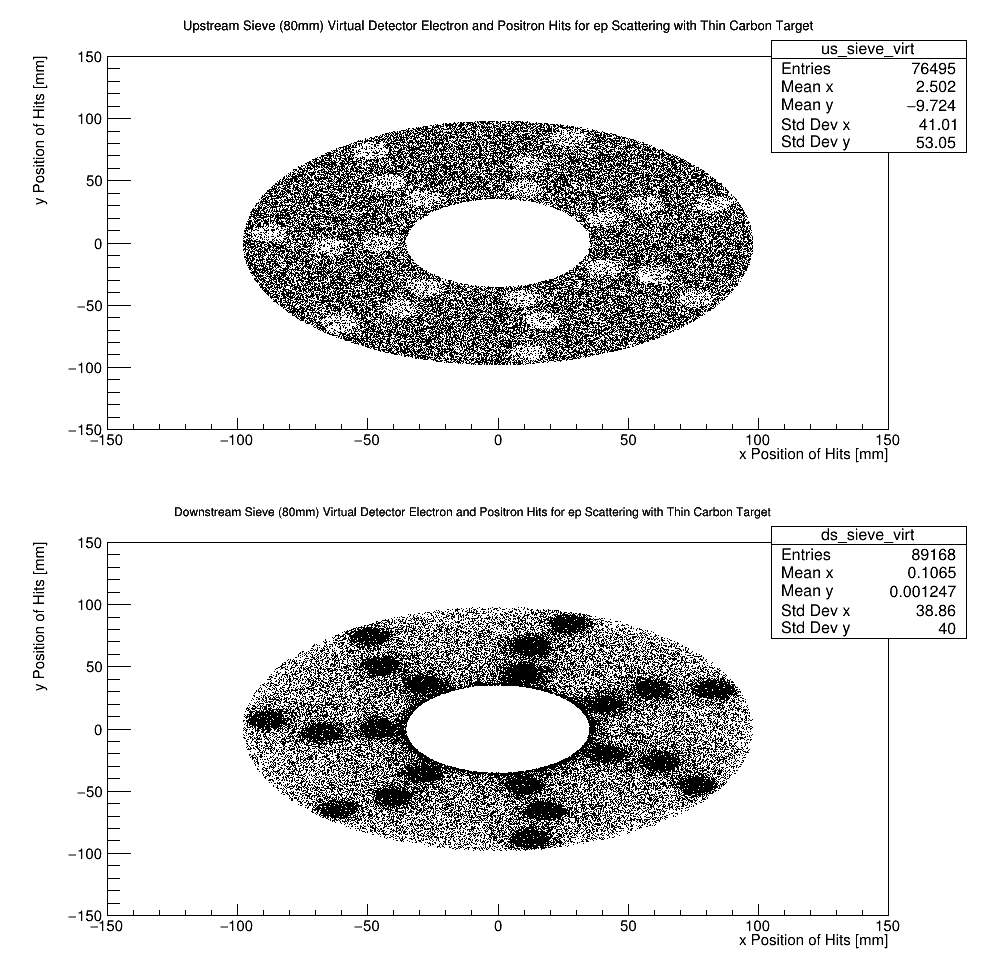 Upstream Sieve (80mm) Virtual Detector Electron and Positron Hits for ep Scattering with Thin Carbon Target
y Position of Hits [mm]
us_sieve_virt
Entries 76495
Mean x 2.502
Mean y −9.724
Std Dev x 41.01
Std Dev y 53.05
150
100
50
0
−50
−100
−150
−150 −100 −50 0 50 100 150
x Position of Hits [mm]
Downstream Sieve (80mm) Virtual Detector Electron and Positron Hits for ep Scattering with Thin Carbon Target
y Position of Hits [mm]
ds_sieve_virt
Entries 89168
Mean x 0.1065
Mean y 0.001247
Std Dev x 38.86
Std Dev y 40
150
100
50
0
−50
−100
−150
−150 −100 −50 0 50 100 150
x Position of Hits [mm]